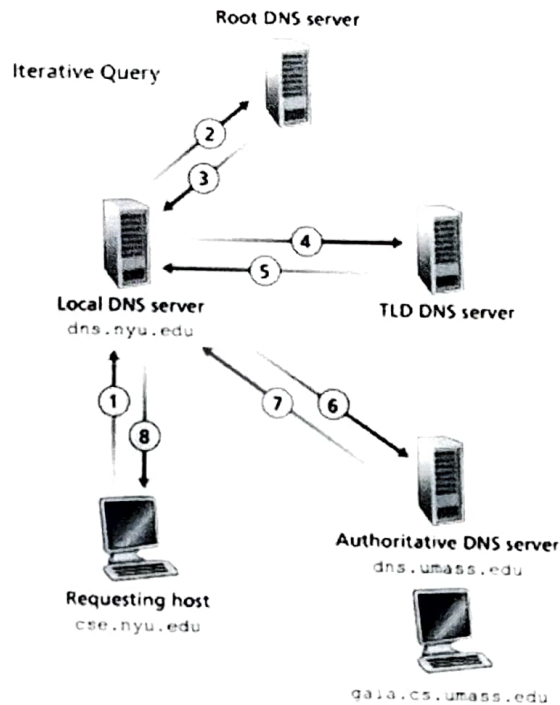 Root DNS server
Iterative Query
2
3
4
5
Local DNS server
dns.nyu.edu
TLD DNS server
1
8
7
6
Authoritative DNS server
dns.umass.edu
Requesting host
cse.nyu.edu
gaia.cs.umass.edu